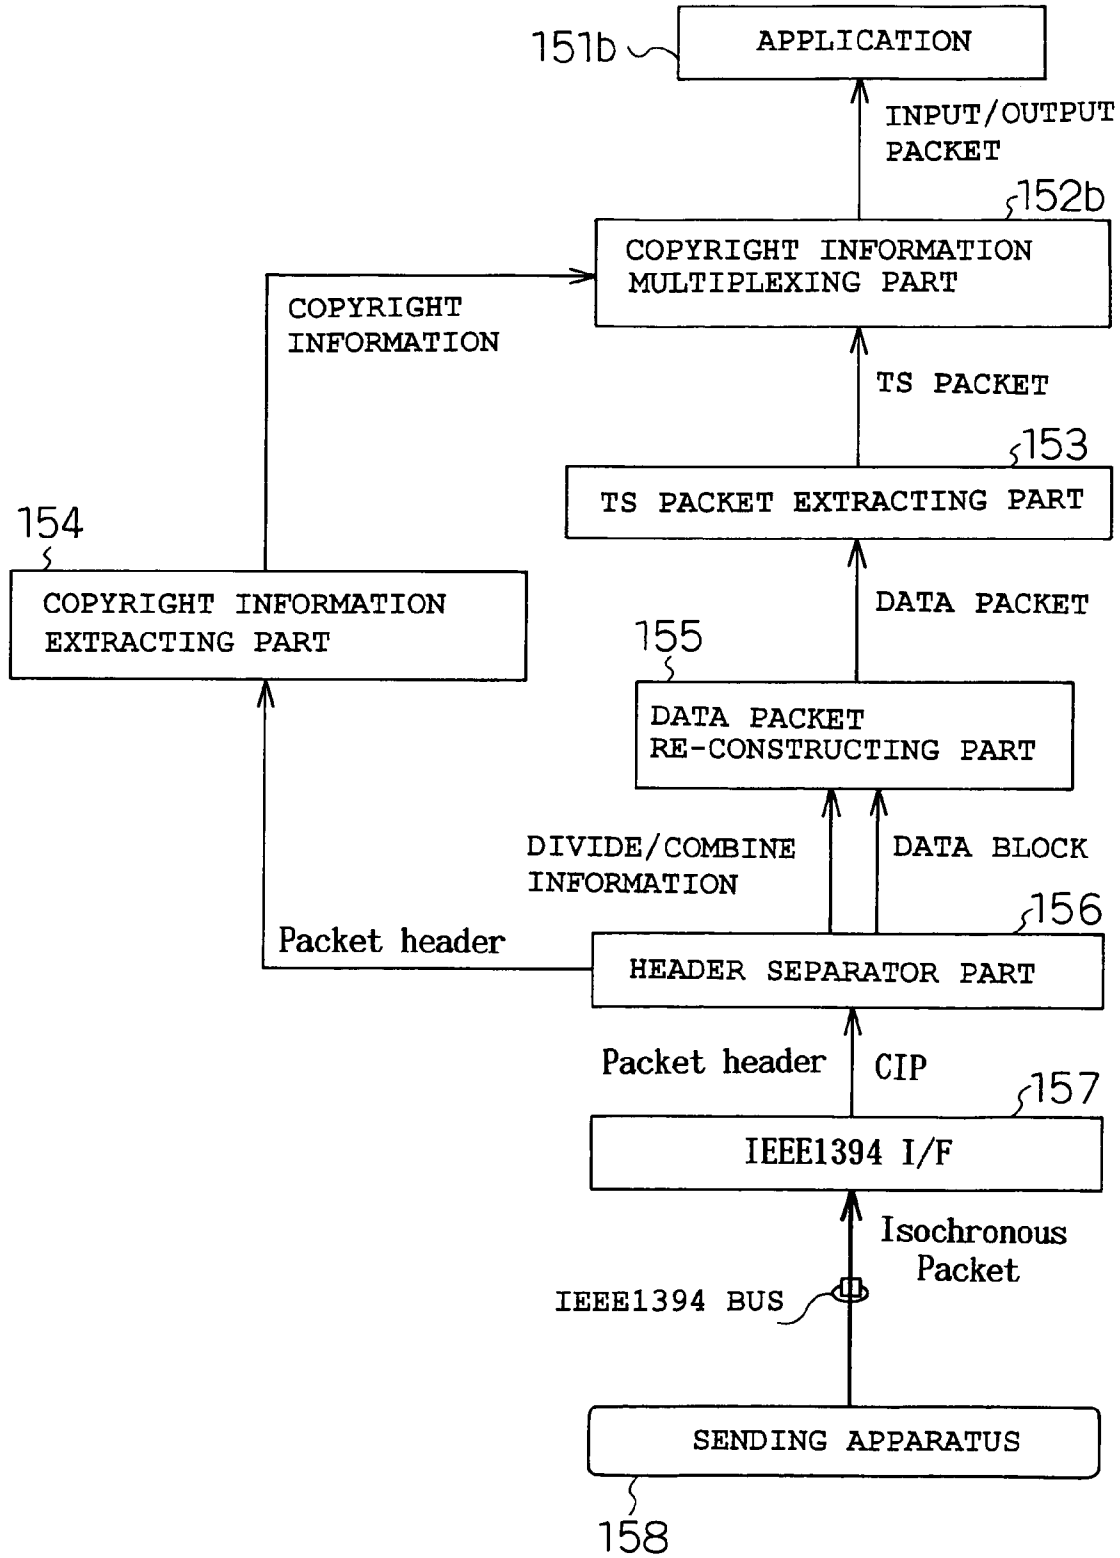 151b
APPLICATION
INPUT/OUTPUT
PACKET
152b
COPYRIGHT INFORMATION
MULTIPLEXING PART
COPYRIGHT
INFORMATION
TS PACKET
153
TS PACKET EXTRACTING PART
154
COPYRIGHT INFORMATION
EXTRACTING PART
DATA PACKET
155
DATA PACKET
RE-CONSTRUCTING PART
DIVIDE/COMBINE
INFORMATION
DATA BLOCK
156
Packet header
HEADER SEPARATOR PART
Packet header
CIP
157
IEEE1394 I/F
Isochronous
Packet
IEEE1394 BUS
SENDING APPARATUS
158